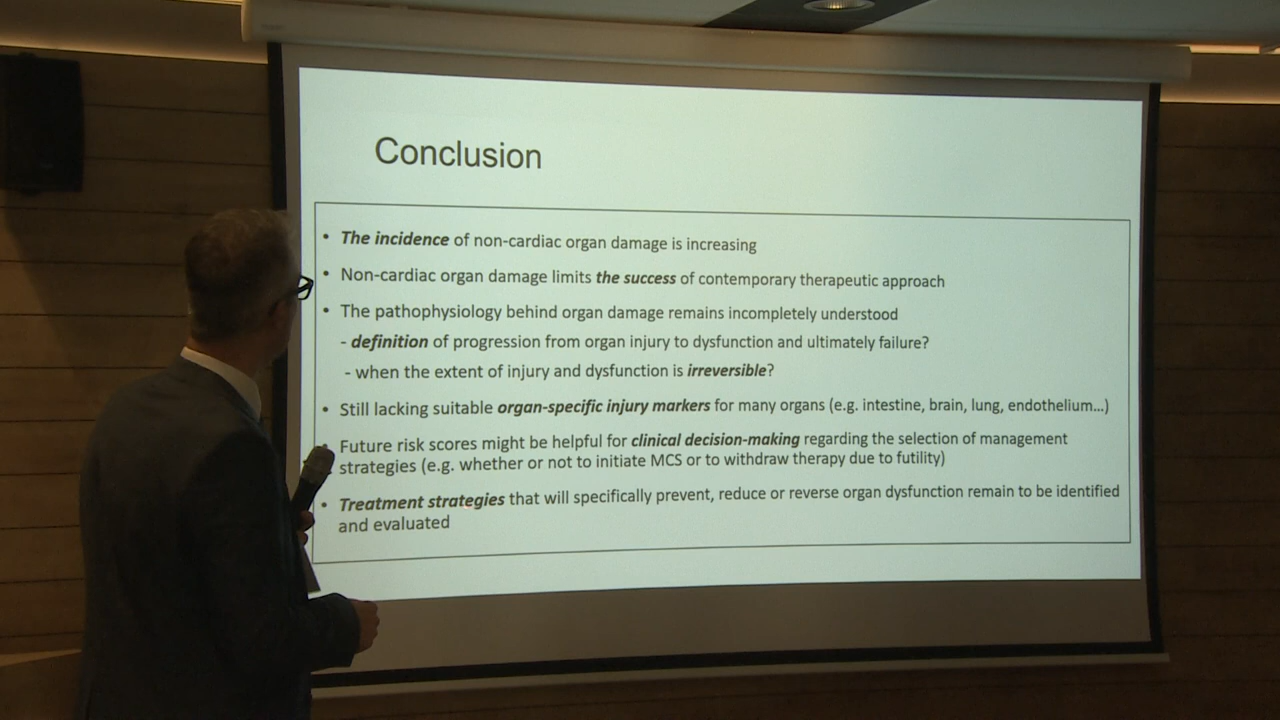 Conclusion
• The incidence of non-cardiac organ damage is increasing
• Non-cardiac organ damage limits the success of contemporary therapeutic approach
• The pathophysiology behind organ damage remains incompletely understood
- definition of progression from organ injury to dysfunction and ultimately failure?
- when the extent of injury and dysfunction is irreversible?
• Still lacking suitable organ-specific injury markers for many organs (e.g. intestine, brain, lung, endothelium...)
Future risk scores might be helpful for clinical decision-making regarding the selection of management
strategies (e.g. whether or not to initiate MCS or to withdraw therapy due to futility)
• Treatment strategies that will specifically prevent, reduce or reverse organ dysfunction remain to be identified
and evaluated